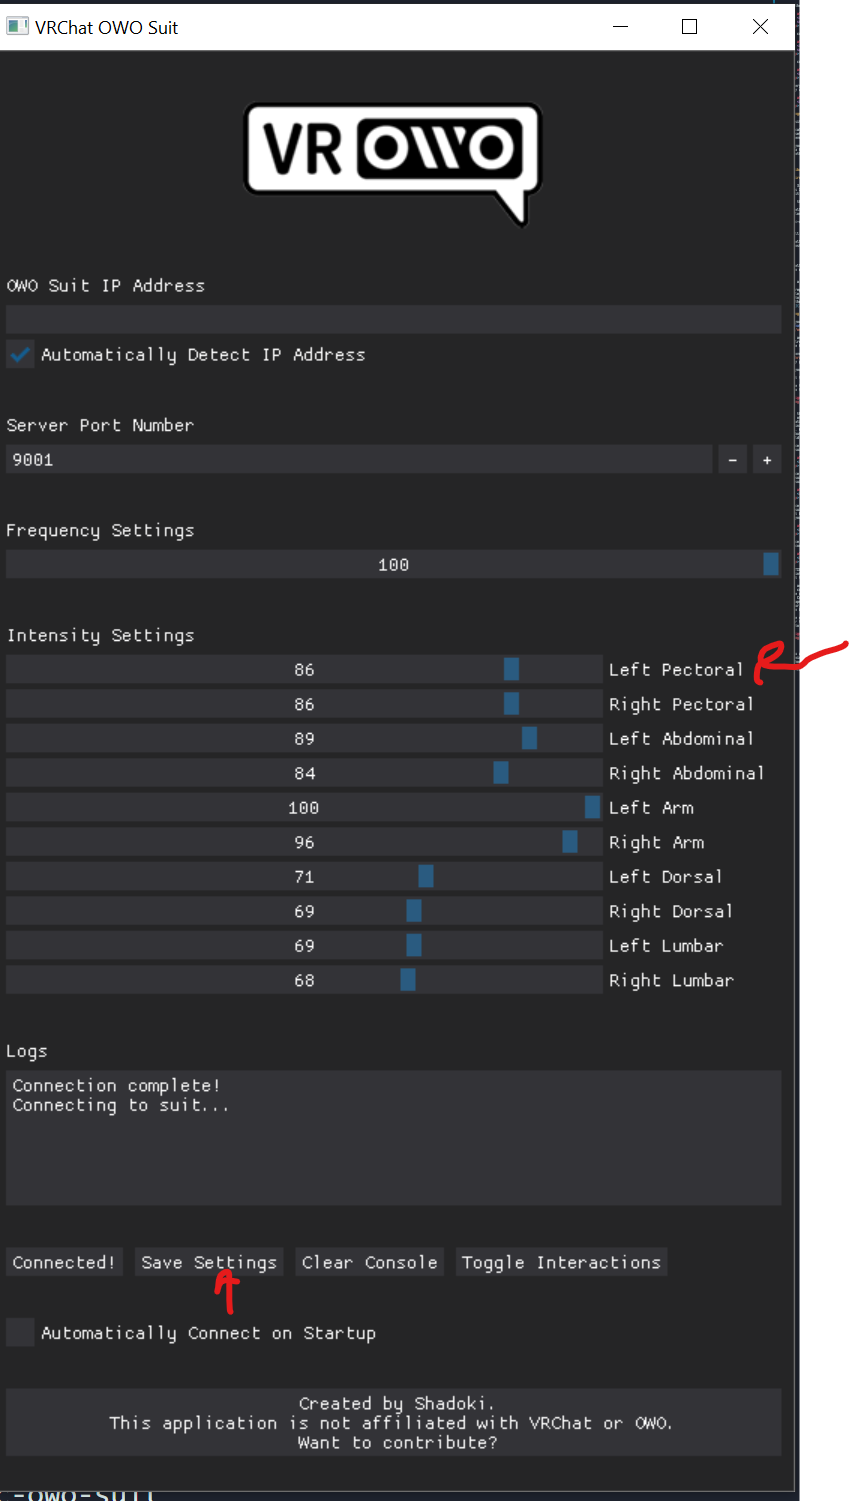 VRChat OWO Suit
VR OWO
OWO Suit IP Address
Automatically Detect IP Address
Server Port Number
9001 - +
Frequency Settings
100
Intensity Settings
86 Left Pectoral
86 Right Pectoral
89 Left Abdominal
84 Right Abdominal
100 Left Arm
96 Right Arm
71 Left Dorsal
69 Right Dorsal
69 Left Lumbar
68 Right Lumbar
Logs
Connection complete!
Connecting to suit...
Connected! Save Settings Clear Console Toggle Interactions
Automatically Connect on Startup
Created by Shadoki.
This application is not affiliated with VRChat or OWO.
Want to contribute?
-owo-suit